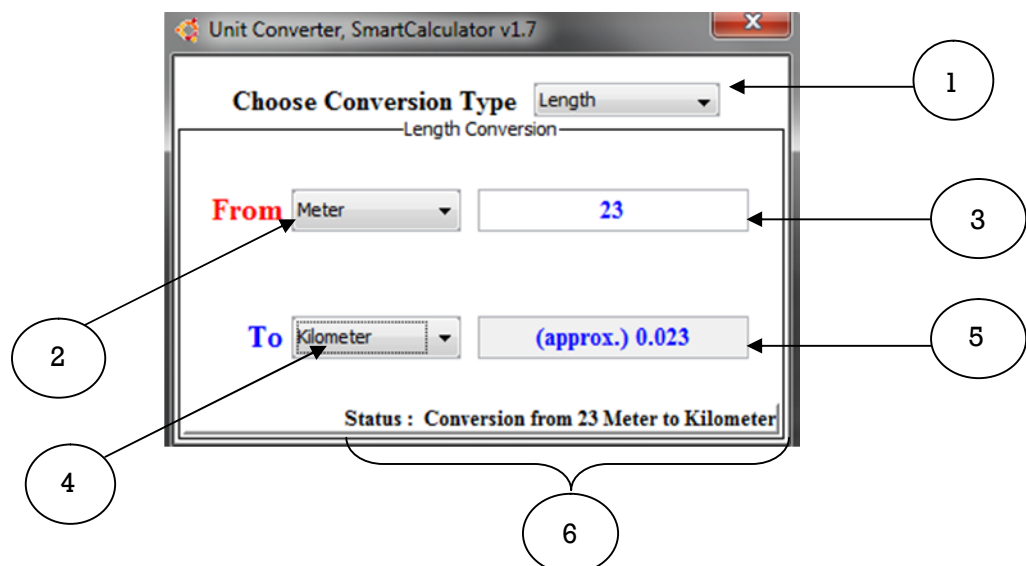 Unit Converter, SmartCalculator v1.7
x
1
Choose Conversion Type Length
Length Conversion
From Meter 23
3
To Kilometer (approx.) 0.023
2
5
Status : Conversion from 23 Meter to Kilometer
4
6